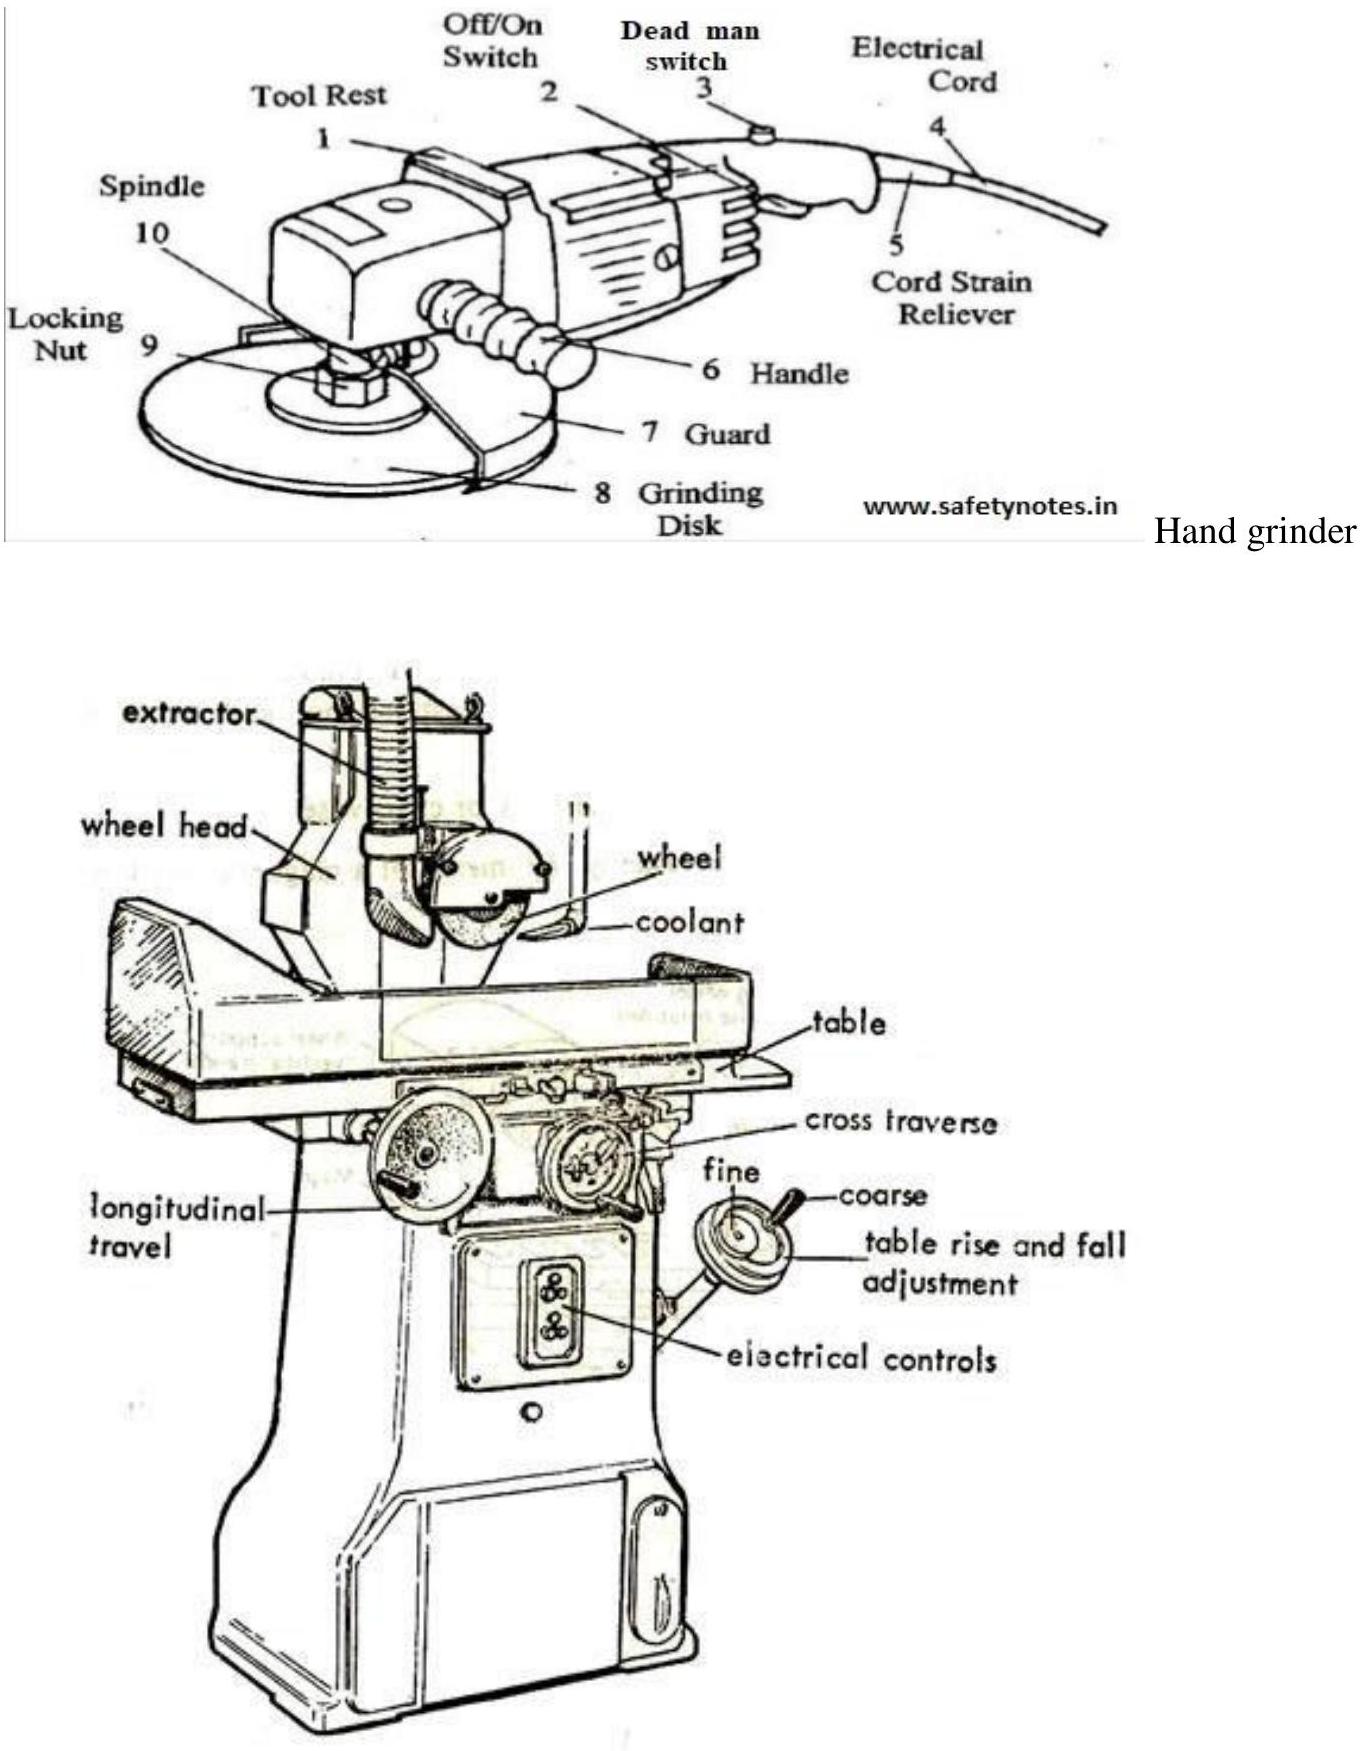 Off/On
Switch
2
Dead man
switch
3
Electrical
Cord
4
Tool Rest
1
Spindle
10
5
Cord Strain
Reliever
Locking
Nut
9
6 Handle
7 Guard
8 Grinding
Disk
www.safetynotes.in
Hand grinder
extractor
wheel head
wheel
coolant
table
cross traverse
fine
coarse
longitudinal
travel
table rise and fall
adjustment
electrical controls